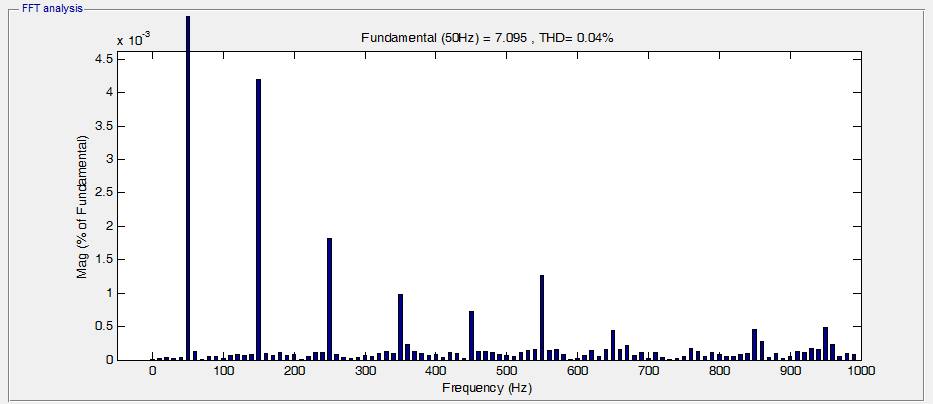 FFT analysis
x 10-3
Fundamental (50Hz) = 7.095 , THD= 0.04%
4.5
4
3.5
3
2.5
2
1.5
1
0.5
0
Mag (% of Fundamental)
0 100 200 300 400 500 600 700 800 900 1000
Frequency (Hz)